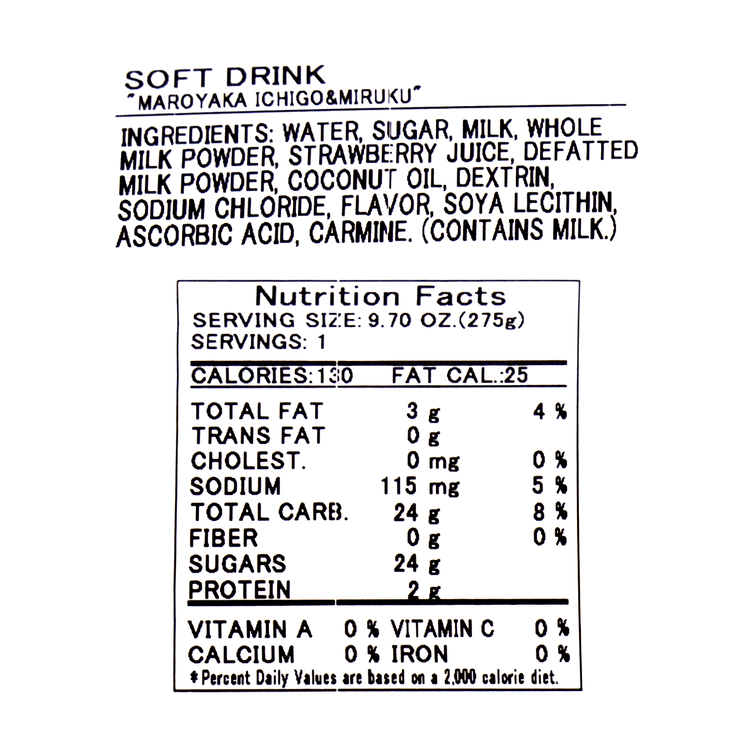 SOFT DRINK
"MAROYAKA ICHIGO&MIRUKU"
INGREDIENTS: WATER, SUGAR, MILK, WHOLE
MILK POWDER, STRAWBERRY JUICE, DEFATTED
MILK POWDER, COCONUT OIL, DEXTRIN,
SODIUM CHLORIDE, FLAVOR, SOYA LECITHIN,
ASCORBIC ACID, CARMINE. (CONTAINS MILK.)
Nutrition Facts
SERVING SIZE: 9.70 OZ.(275g)
SERVINGS: 1
CALORIES:130 FAT CAL.:25
TOTAL FAT 3 g 4 %
TRANS FAT 0 g
CHOLEST. 0 mg 0 %
SODIUM 115 mg 5 %
TOTAL CARB. 24 g 8 %
FIBER 0 g 0 %
SUGARS 24 g
PROTEIN 2 g
VITAMIN A 0 % VITAMIN C 0 %
CALCIUM 0 % IRON 0 %
*Percent Daily Values are based on a 2,000 calorie diet.